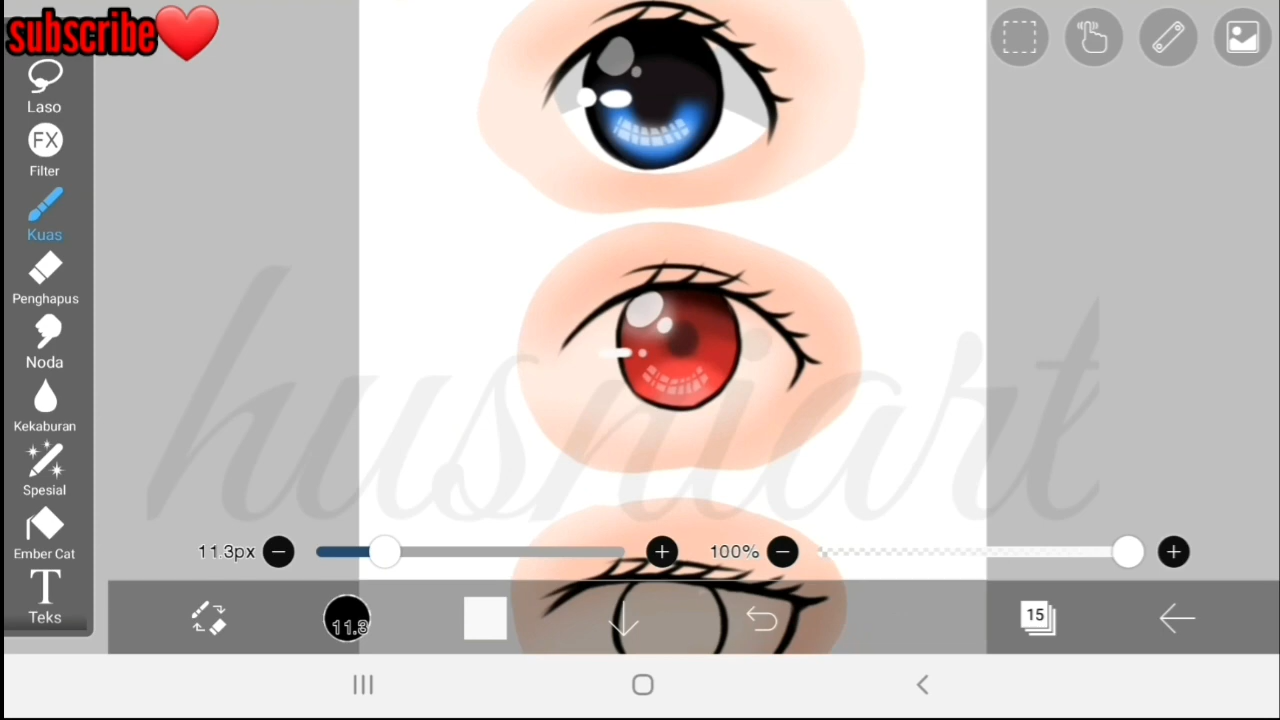 subscribe
Laso
FX
Filter
Kuas
Penghapus
Noda
Kekaburan
Spesial
Ember Cat
T
Teks
husniart
11.3px
100%
11.3
15